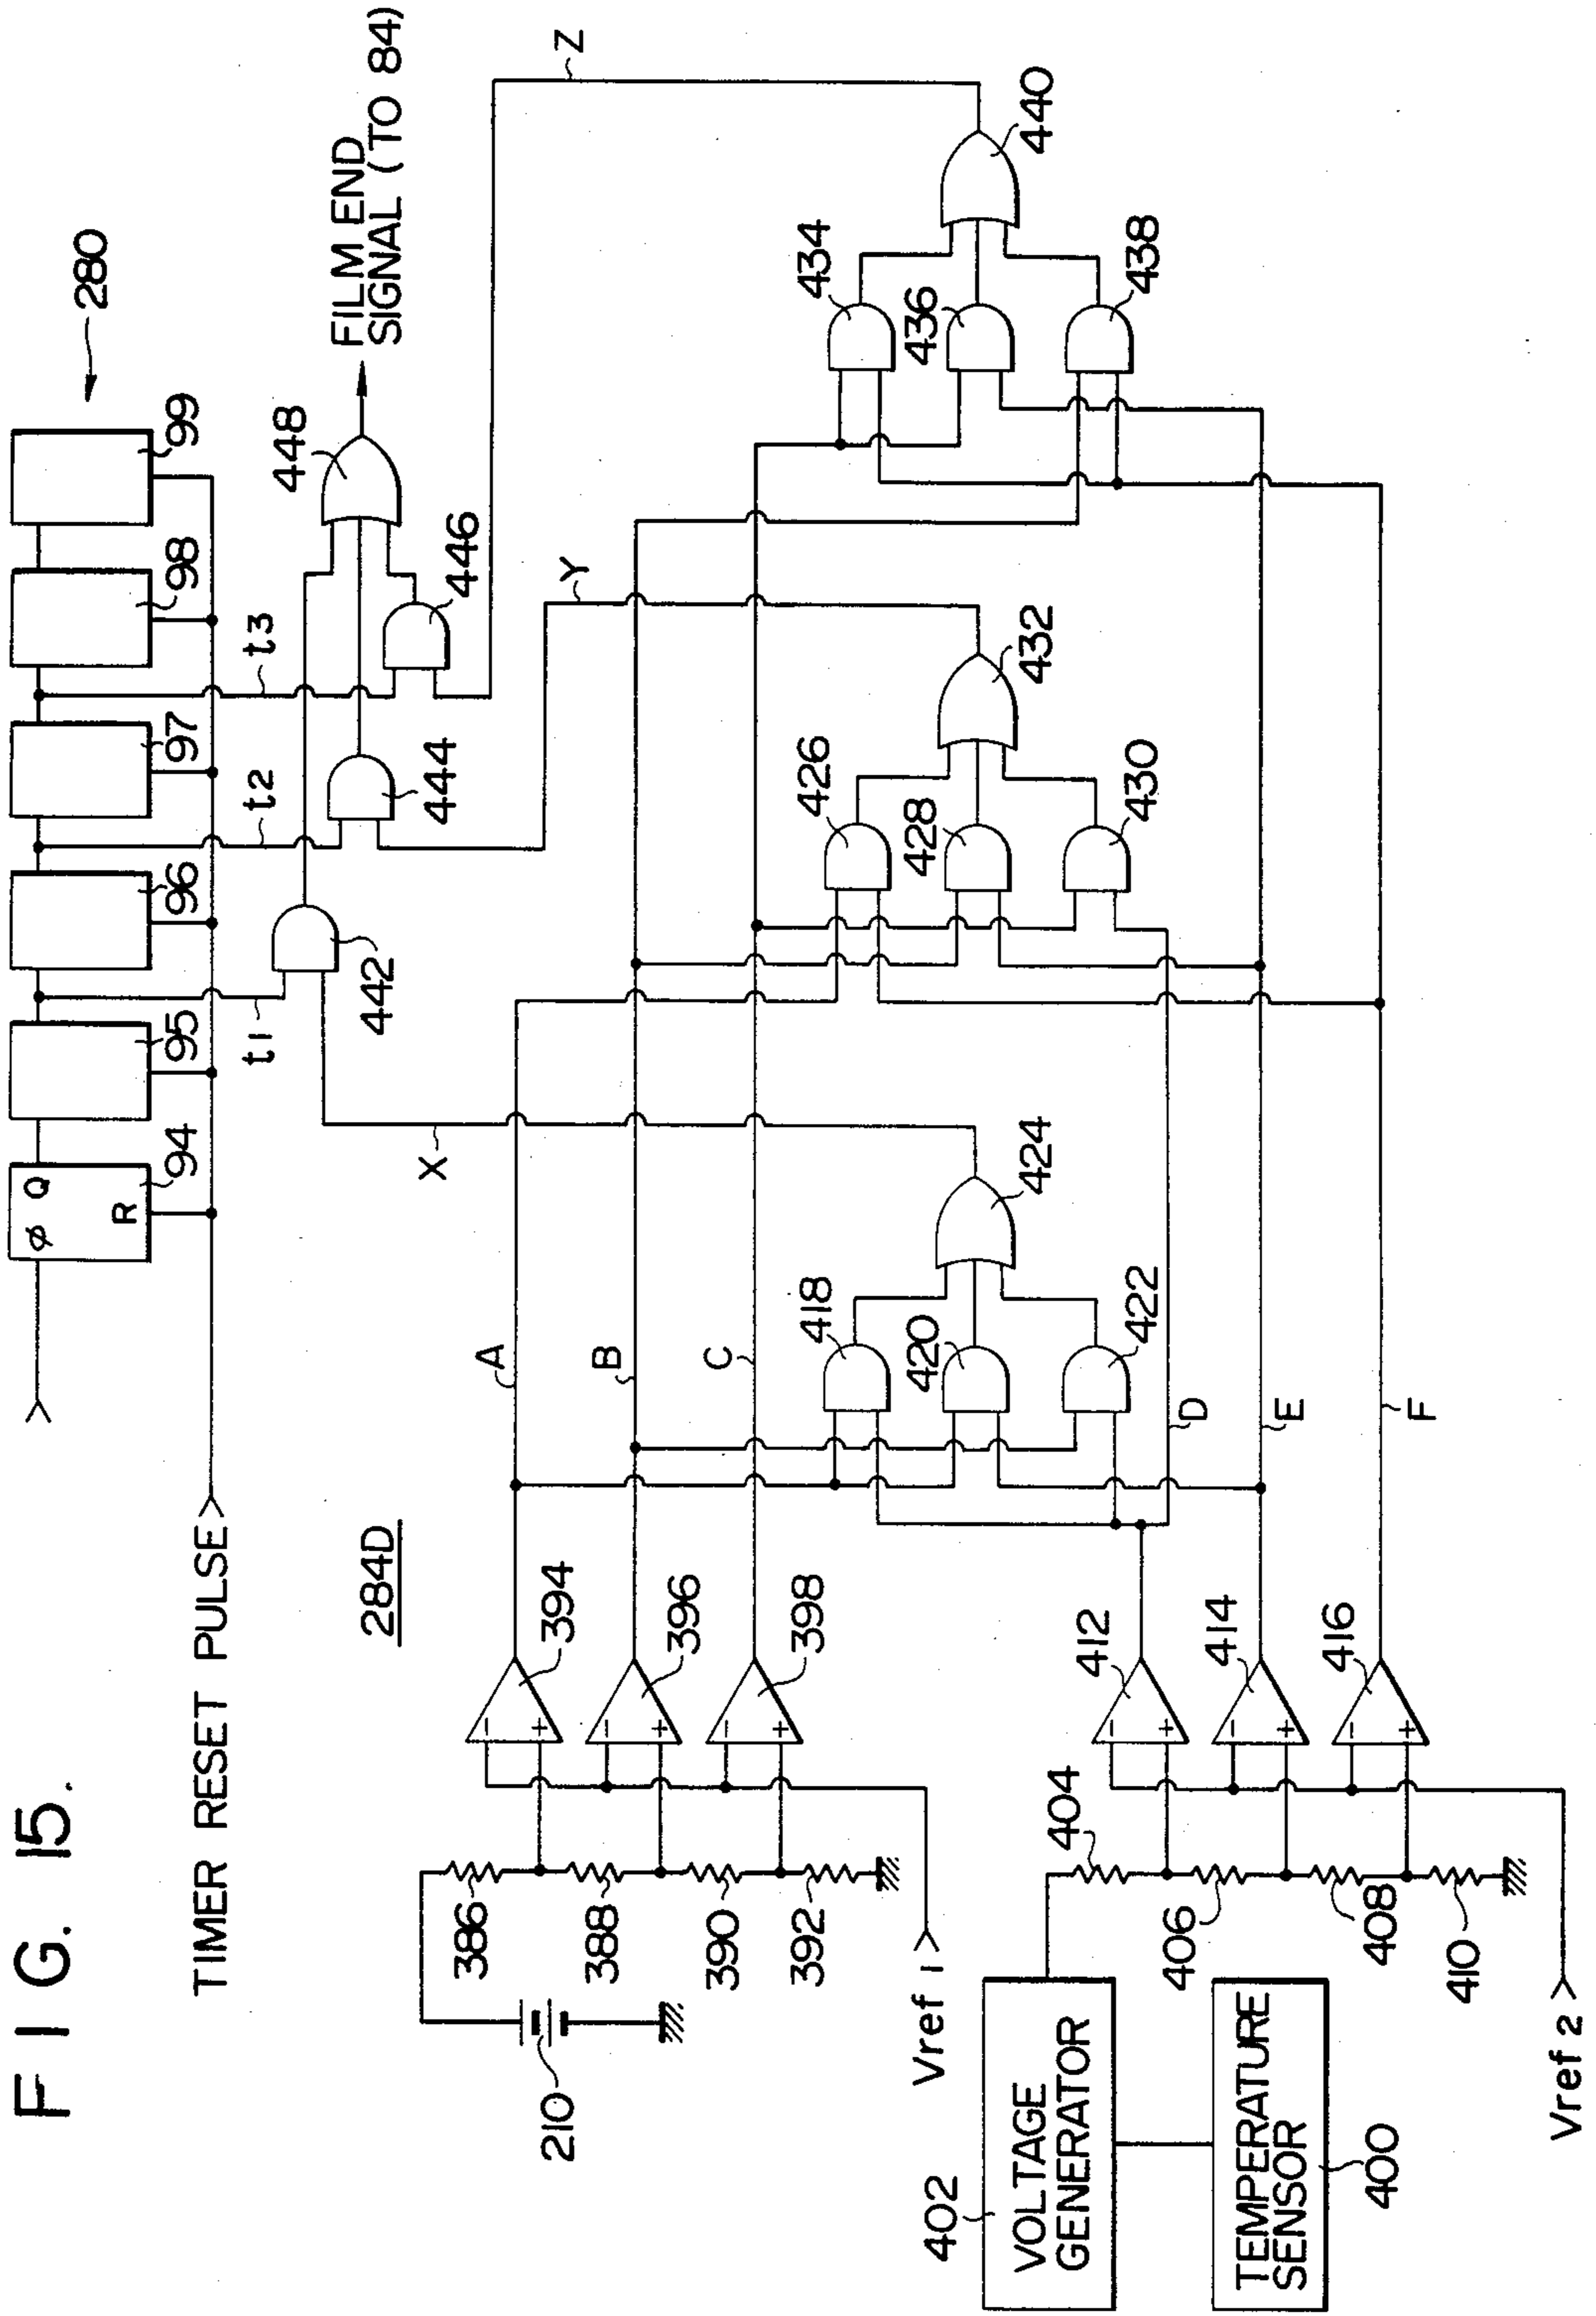 FIG. 15.
280
94
95
96
97
98
99
φ Q
R
TIMER RESET PULSE
t1
t2
t3
442
444
446
448
FILM END
SIGNAL (TO 84)
284D
X
Y
Z
A
B
C
D
E
F
210
386
388
390
392
394
396
398
- +
- +
- +
Vref 1
418
420
422
424
426
428
430
432
434
436
438
440
402
VOLTAGE
GENERATOR
TEMPERATURE
SENSOR
400
404
406
408
410
412
414
416
- +
- +
- +
Vref 2